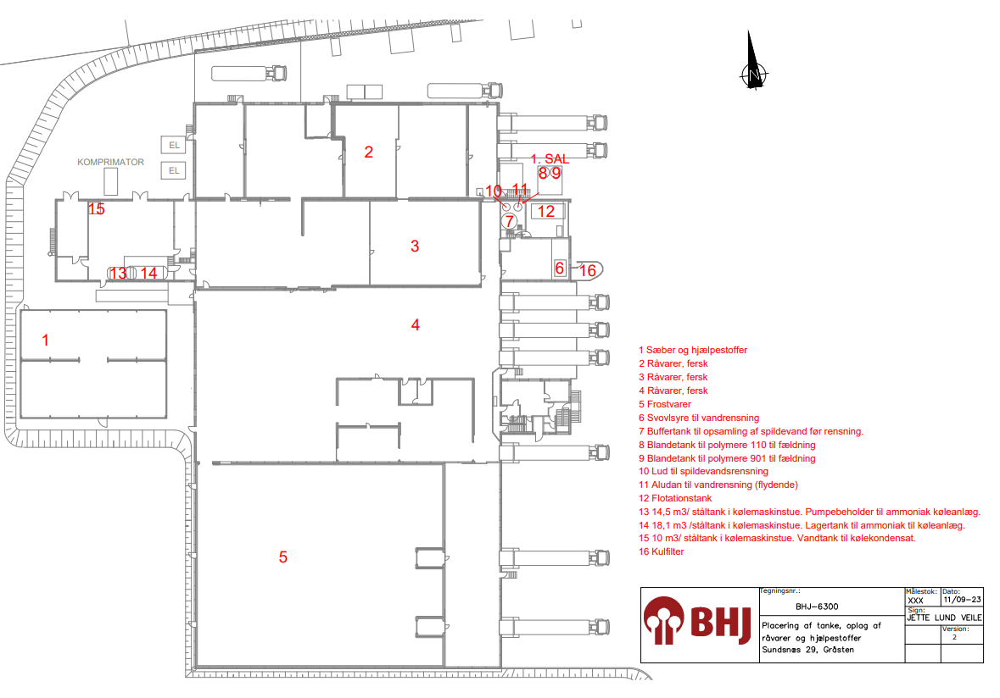 N
EL
2
KOMPRIMATOR
EL
1. SAL
8 9
10 11
15
12
7
3
13 14
6
16
4
1
5
1 Sæber og hjælpestoffer
2 Råvarer, fersk
3 Råvarer, fersk
4 Råvarer, fersk
5 Frostvarer
6 Svovlsyre til vandrensning
7 Buffertank til opsamling af spildevand før rensning.
8 Blandetank til polymere 110 til fældning
9 Blandetank til polymere 901 til fældning
10 Lud til spildevandsrensning
11 Aludan til vandrensning (flydende)
12 Flotationstank
13 14,5 m3/ ståltank i kølemaskinstue. Pumpebeholder til ammoniak køleanlæg.
14 18,1 m3 /ståltank i kølemaskinstue. Lagertank til ammoniak til køleanlæg.
15 10 m3/ ståltank i kølemaskinstue. Vandtank til kølekondensat.
16 Kulfilter
BHJ
Tegningsnr.:
BHJ-6300
Placering af tanke, oplag af
råvarer og hjælpestoffer
Sundsnæs 29, Gråsten
Målestok:
XXX
Dato:
11/09-23
Sign:
JETTE LUND VEILE
Version:
2